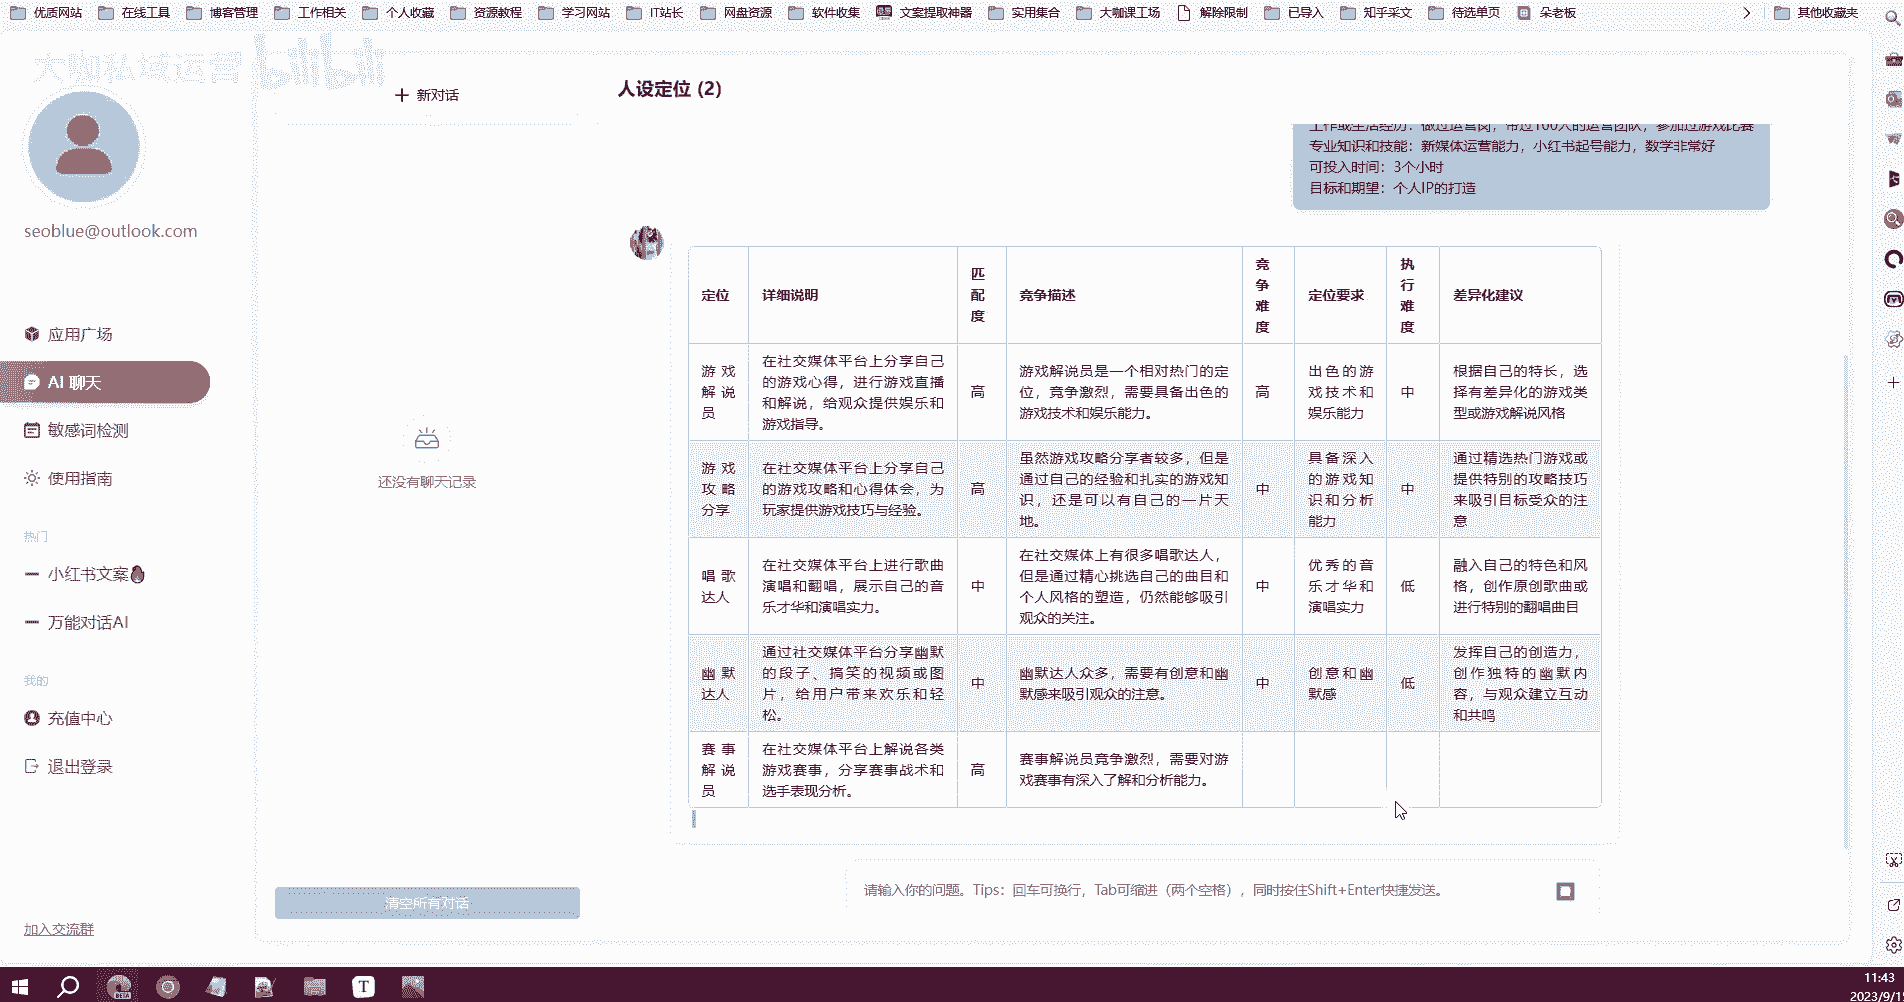 优质网站 在线工具 博客管理 工作相关 个人收藏 资源教程 学习网站 IT站长 网盘资源 软件收集 文案提取神器 实用集合 大咖课工场 解除限制 已导入 知乎采文 待选单页 朵老板 其他收藏夹
大咖私域运营 bilibili
+ 新对话
人设定位 (2)
工作或生活经历：做过运营岗，带过100人的运营团队，参加过游戏比赛
专业知识和技能：新媒体运营能力，小红书起号能力，数学非常好
可投入时间：3个小时
目标和期望：个人IP的打造
seoblue@outlook.com
应用广场
AI 聊天
敏感词检测
使用指南
热门
小红书文案
万能对话AI
我的
充值中心
退出登录
加入交流群
还没有聊天记录
清空所有对话
定位 详细说明 匹配度 竞争描述 竞争难度 定位要求 执行难度 差异化建议
游戏解说员 在社交媒体平台上分享自己的游戏心得，进行游戏直播和解说，给观众提供娱乐和游戏指导。 高 游戏解说员是一个相对热门的定位，竞争激烈，需要具备出色的游戏技术和娱乐能力。 高 出色的游戏技术和娱乐能力 中 根据自己的特长，选择有差异化的游戏类型或游戏解说风格
游戏攻略分享 在社交媒体平台上分享自己的游戏攻略和心得体会，为玩家提供游戏技巧与经验。 高 虽然游戏攻略分享者较多，但是通过自己的经验和扎实的游戏知识，还是可以有自己的一片天地。 中 具备深入的游戏知识和分析能力 中 通过精选热门游戏或提供特别的攻略技巧来吸引目标受众的注意
唱歌达人 在社交媒体平台上进行歌曲演唱和翻唱，展示自己的音乐才华和演唱实力。 中 在社交媒体上有很多唱歌达人，但是通过精心挑选自己的曲目和个人风格的塑造，仍然能够吸引观众的关注。 中 优秀的音乐才华和演唱实力 低 融入自己的特色和风格，创作原创歌曲或进行特别的翻唱曲目
幽默达人 通过社交媒体平台分享幽默的段子、搞笑的视频或图片，给用户带来欢乐和轻松。 中 幽默达人众多，需要有创意和幽默感来吸引观众的注意。 中 创意和幽默感 低 发挥自己的创造力，创作独特的幽默内容，与观众建立互动和共鸣
赛事解说员 在社交媒体平台上解说各类游戏赛事，分享赛事战术和选手表现分析。 高 赛事解说员竞争激烈，需要对游戏赛事有深入了解和分析能力。
请输入你的问题。Tips：回车可换行，Tab可缩进（两个空格），同时按住Shift+Enter快捷发送。
BETA
T
11:43
2023/9/1